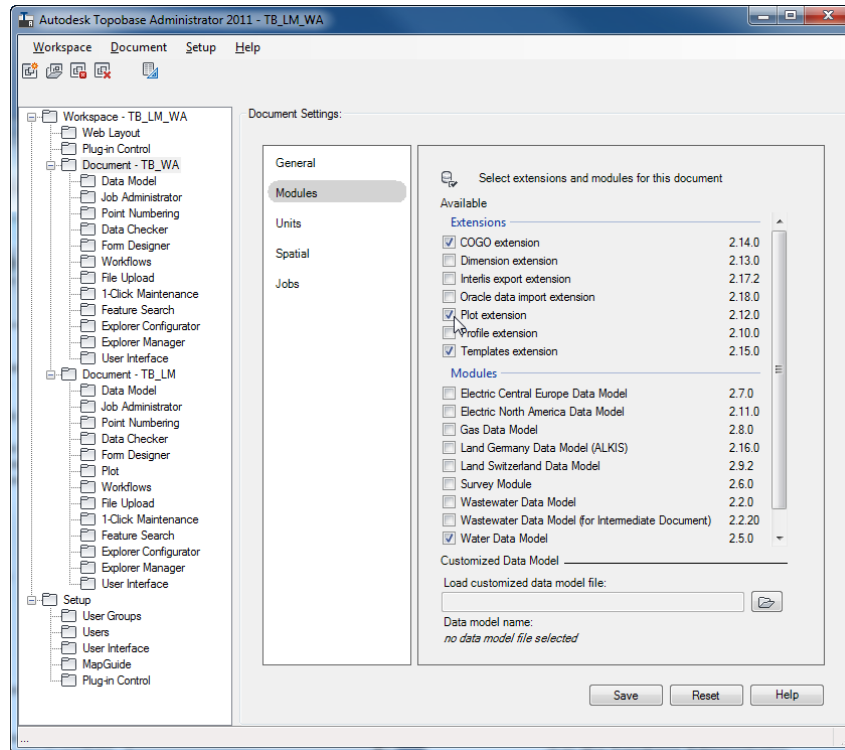 Autodesk Topobase Administrator 2011 - TB_LM_WA
Workspace Document Setup Help
Workspace - TB_LM_WA
Web Layout
Plug-in Control
Document - TB_WA
Data Model
Job Administrator
Point Numbering
Data Checker
Form Designer
Workflows
File Upload
1-Click Maintenance
Feature Search
Explorer Configurator
Explorer Manager
User Interface
Document - TB_LM
Data Model
Job Administrator
Point Numbering
Data Checker
Form Designer
Plot
Workflows
File Upload
1-Click Maintenance
Feature Search
Explorer Configurator
Explorer Manager
User Interface
Setup
User Groups
Users
User Interface
MapGuide
Plug-in Control
Document Settings:
General
Modules
Units
Spatial
Jobs
Select extensions and modules for this document
Available
Extensions
COGO extension 2.14.0
Dimension extension 2.13.0
Interlis export extension 2.17.2
Oracle data import extension 2.18.0
Plot extension 2.12.0
Profile extension 2.10.0
Templates extension 2.15.0
Modules
Electric Central Europe Data Model 2.7.0
Electric North America Data Model 2.11.0
Gas Data Model 2.8.0
Land Germany Data Model (ALKIS) 2.16.0
Land Switzerland Data Model 2.9.2
Survey Module 2.6.0
Wastewater Data Model 2.2.0
Wastewater Data Model (for Intermediate Document) 2.2.20
Water Data Model 2.5.0
Customized Data Model
Load customized data model file:
Data model name:
no data model file selected
Save Reset Help
...